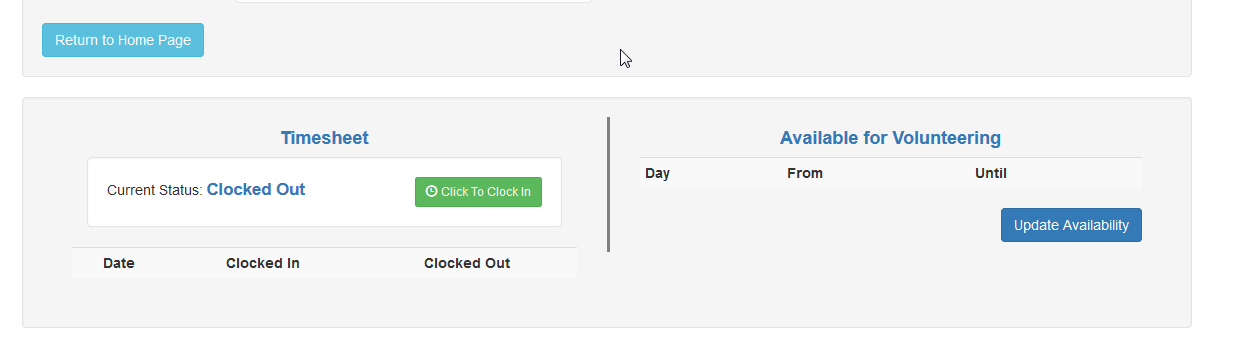 Return to Home Page
Timesheet
Current Status: Clocked Out
Click To Clock In
Date Clocked In Clocked Out
Available for Volunteering
Day From Until
Update Availability